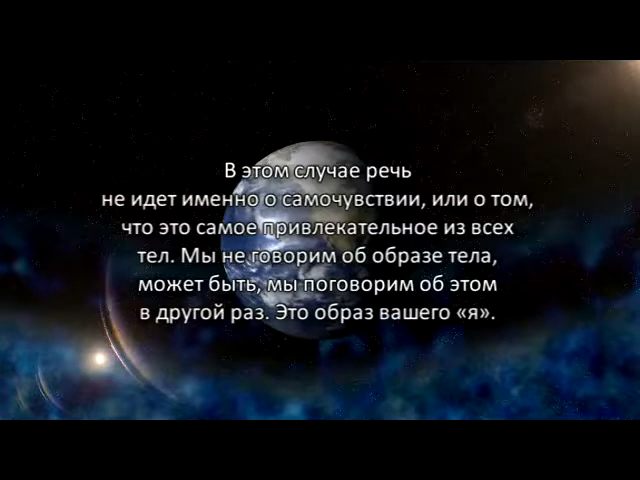 В этом случае речь
не идет именно о самочувствии, или о том,
что это самое привлекательное из всех
тел. Мы не говорим об образе тела,
может быть, мы поговорим об этом
в другой раз. Это образ вашего «я».